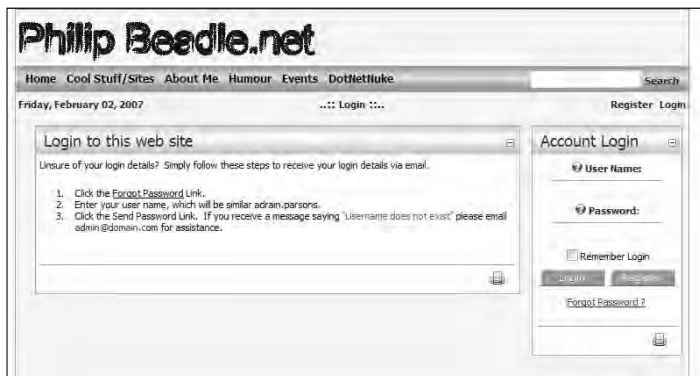 Philip Beadle.net
Home Cool Stuff/Sites About Me Humour Events DotNetNuke
Search
Friday, February 02, 2007
..:: Login ::..
Register Login
Login to this web site
Unsure of your login details? Simply follow these steps to receive your login details via email.
1. Click the Forgot Password Link.
2. Enter your user name, which will be similar adrain.parsons.
3. Click the Send Password Link. If you receive a message saying "Username does not exist" please email
admin@domain.com for assistance.
Account Login
User Name:
Password:
Remember Login
Login Register
Forgot Password ?